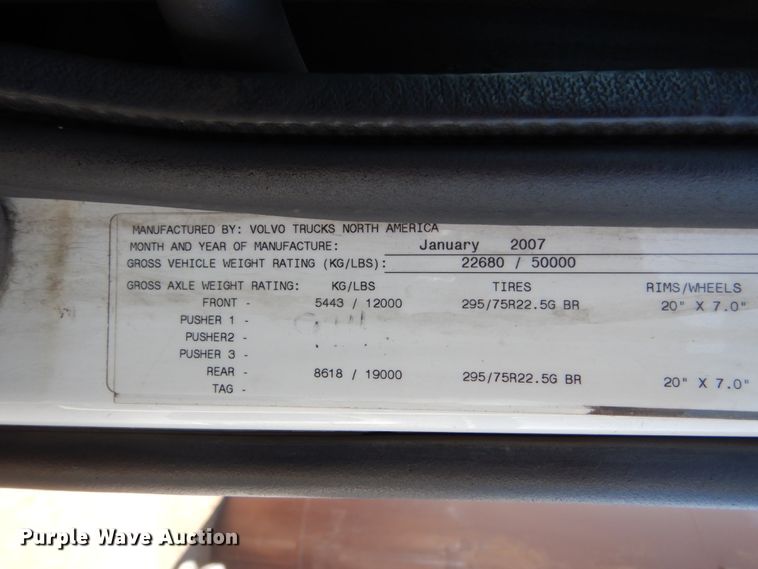 MANUFACTURED BY: VOLVO TRUCKS NORTH AMERICA
MONTH AND YEAR OF MANUFACTURE: January 2007
GROSS VEHICLE WEIGHT RATING (KG/LBS): 22680 / 50000
GROSS AXLE WEIGHT RATING: KG/LBS TIRES RIMS/WHEELS
FRONT - 5443 / 12000 295/75R22.5G BR 20" X 7.0"
PUSHER 1 -
PUSHER2 -
PUSHER 3 -
REAR - 8618 / 19000 295/75R22.5G BR 20" X 7.0"
TAG -
Purple Wave Auction